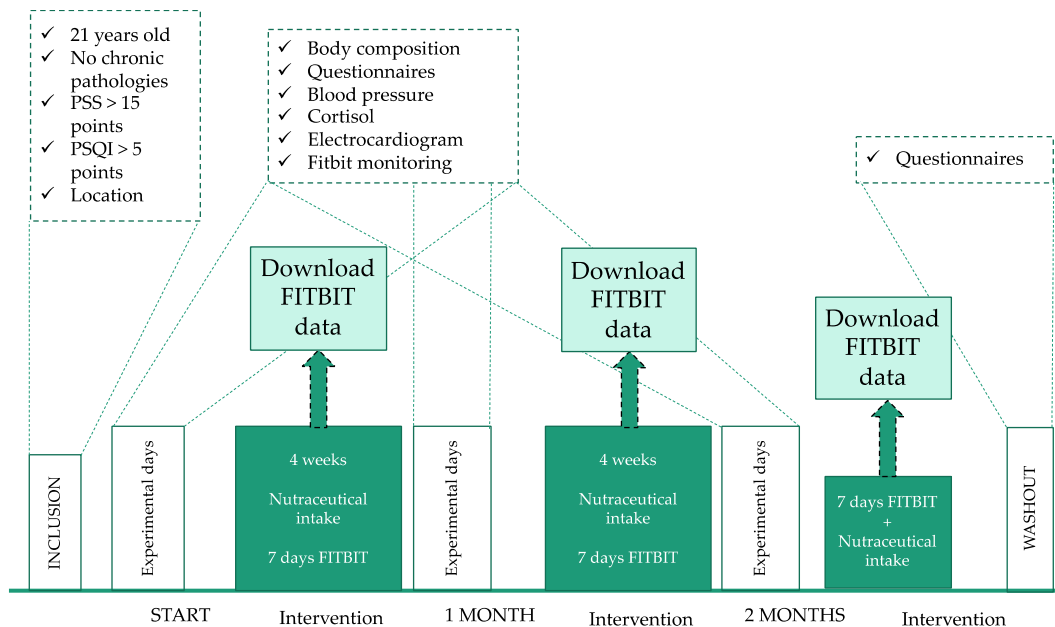 ✓ 21 years old
✓ No chronic
pathologies
✓ PSS > 15
points
✓ PSQI > 5
points
✓ Location
✓ Body composition
✓ Questionnaires
✓ Blood pressure
✓ Cortisol
✓ Electrocardiogram
✓ Fitbit monitoring
✓ Questionnaires
Download
FITBIT
data
Download
FITBIT
data
Download
FITBIT
data
INCLUSION
Experimental days
4 weeks
Nutraceutical
intake
7 days FITBIT
Experimental days
4 weeks
Nutraceutical
intake
7 days FITBIT
Experimental days
7 days FITBIT
+
Nutraceutical
intake
WASHOUT
START
Intervention
1 MONTH
Intervention
2 MONTHS
Intervention